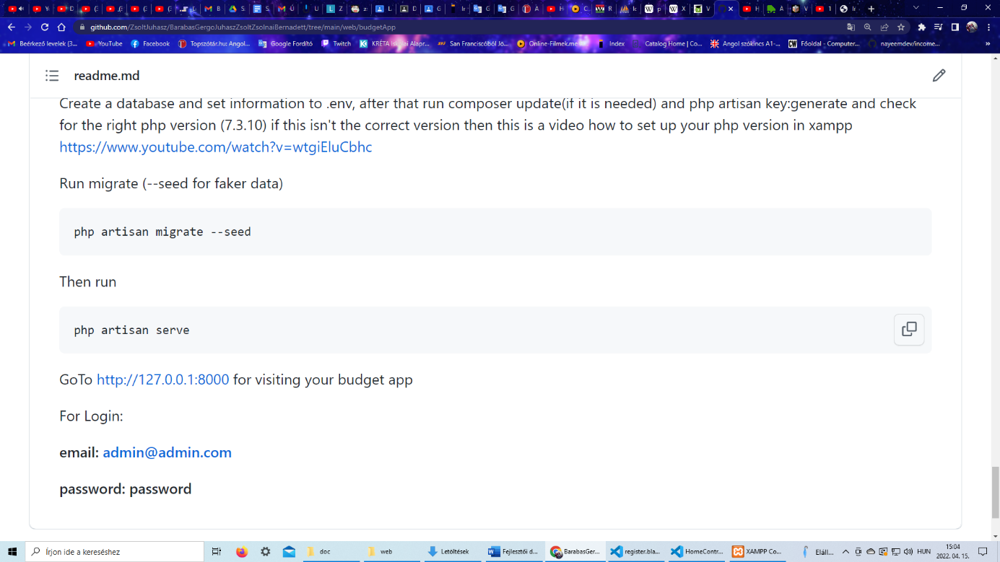 github.com/ZsoltJuhasz/BarabasGergoJuhaszZsoltZsolnaiBernadett/tree/main/web/budgetApp
Beérkező levelek (3... YouTube Facebook Topszótár.hu: Angol... Google Fordító Twitch KRÉTA Iskolai Alapr... San Franciscóból Jó... Online-Filmek.me Index Catalog Home | Co... Angol szókincs A1-... Főoldal - Computer... nayeemdev/income... »
readme.md
Create a database and set information to .env, after that run composer update(if it is needed) and php artisan key:generate and check
for the right php version (7.3.10) if this isn't the correct version then this is a video how to set up your php version in xampp
https://www.youtube.com/watch?v=wtgiEluCbhc
Run migrate (--seed for faker data)
php artisan migrate --seed
Then run
php artisan serve
GoTo http://127.0.0.1:8000 for visiting your budget app
For Login:
email: admin@admin.com
password: password
Írjon ide a kereséshez doc web Letöltések Fejlesztői d... BarabasGer... register.bla... HomeContr... XAMPP Co... Eláll... HUN 15:04
2022. 04. 15.